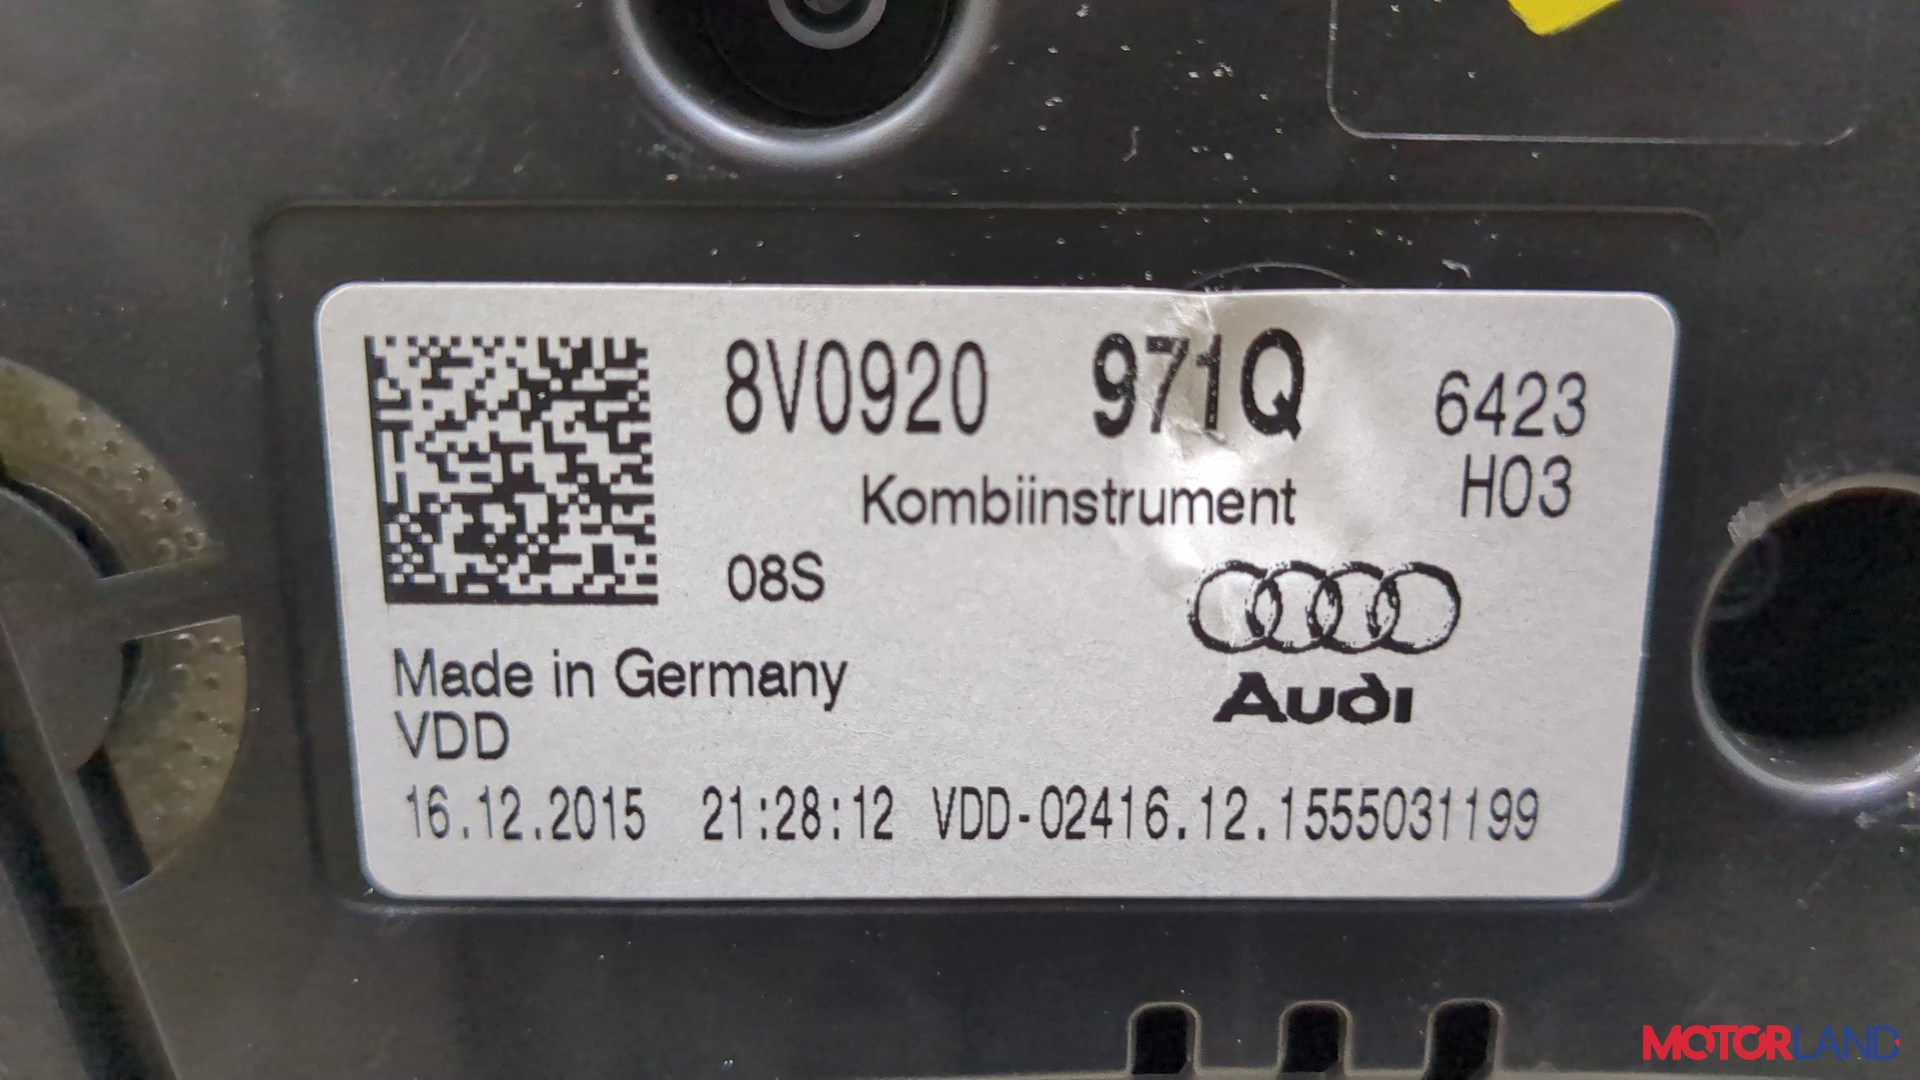 8V0920 971Q 6423
Kombiinstrument H03
08S
Audi
Made in Germany
VDD
16.12.2015 21:28:12 VDD-02416.12.1555031199
MOTORLAND